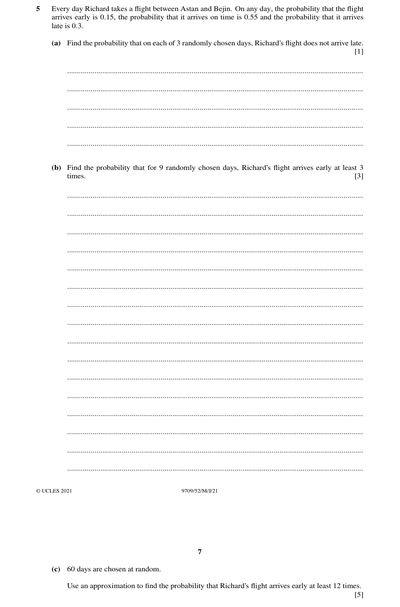 5 Every day Richard takes a flight between Astan and Bejin. On any day, the probability that the flight
arrives early is 0.15, the probability that it arrives on time is 0.55 and the probability that it arrives
late is 0.3.
(a) Find the probability that on each of 3 randomly chosen days, Richard's flight does not arrive late.
[1]
(b) Find the probability that for 9 randomly chosen days, Richard's flight arrives early at least 3
times. [3]
© UCLES 2021 9709/52/M/J/21
7
(c) 60 days are chosen at random.
Use an approximation to find the probability that Richard's flight arrives early at least 12 times.
[5]